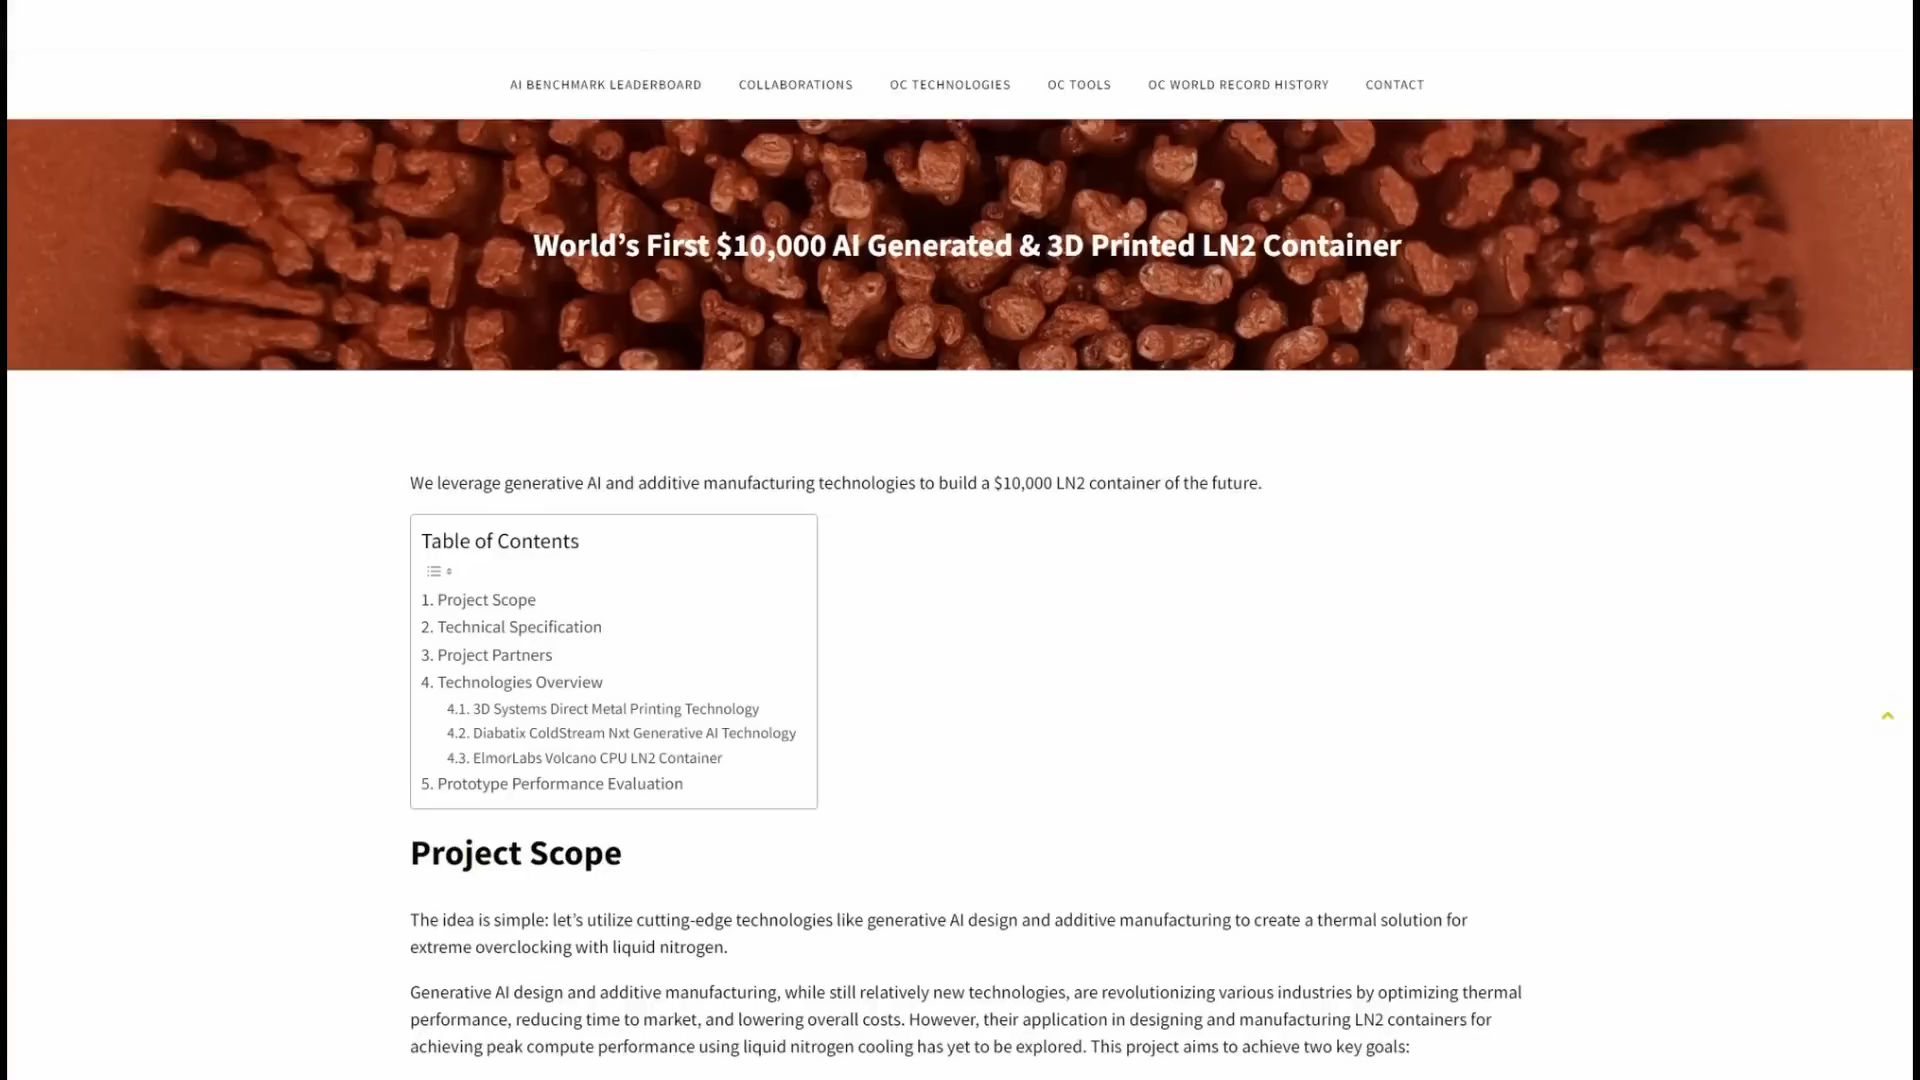 AI BENCHMARK LEADERBOARD COLLABORATIONS OC TECHNOLOGIES OC TOOLS OC WORLD RECORD HISTORY CONTACT
World’s First $10,000 AI Generated & 3D Printed LN2 Container
We leverage generative AI and additive manufacturing technologies to build a $10,000 LN2 container of the future.
Table of Contents
1. Project Scope
2. Technical Specification
3. Project Partners
4. Technologies Overview
4.1. 3D Systems Direct Metal Printing Technology
4.2. Diabatix ColdStream Nxt Generative AI Technology
4.3. ElmorLabs Volcano CPU LN2 Container
5. Prototype Performance Evaluation
Project Scope
The idea is simple: let’s utilize cutting-edge technologies like generative AI design and additive manufacturing to create a thermal solution for
extreme overclocking with liquid nitrogen.
Generative AI design and additive manufacturing, while still relatively new technologies, are revolutionizing various industries by optimizing thermal
performance, reducing time to market, and lowering overall costs. However, their application in designing and manufacturing LN2 containers for
achieving peak compute performance using liquid nitrogen cooling has yet to be explored. This project aims to achieve two key goals: